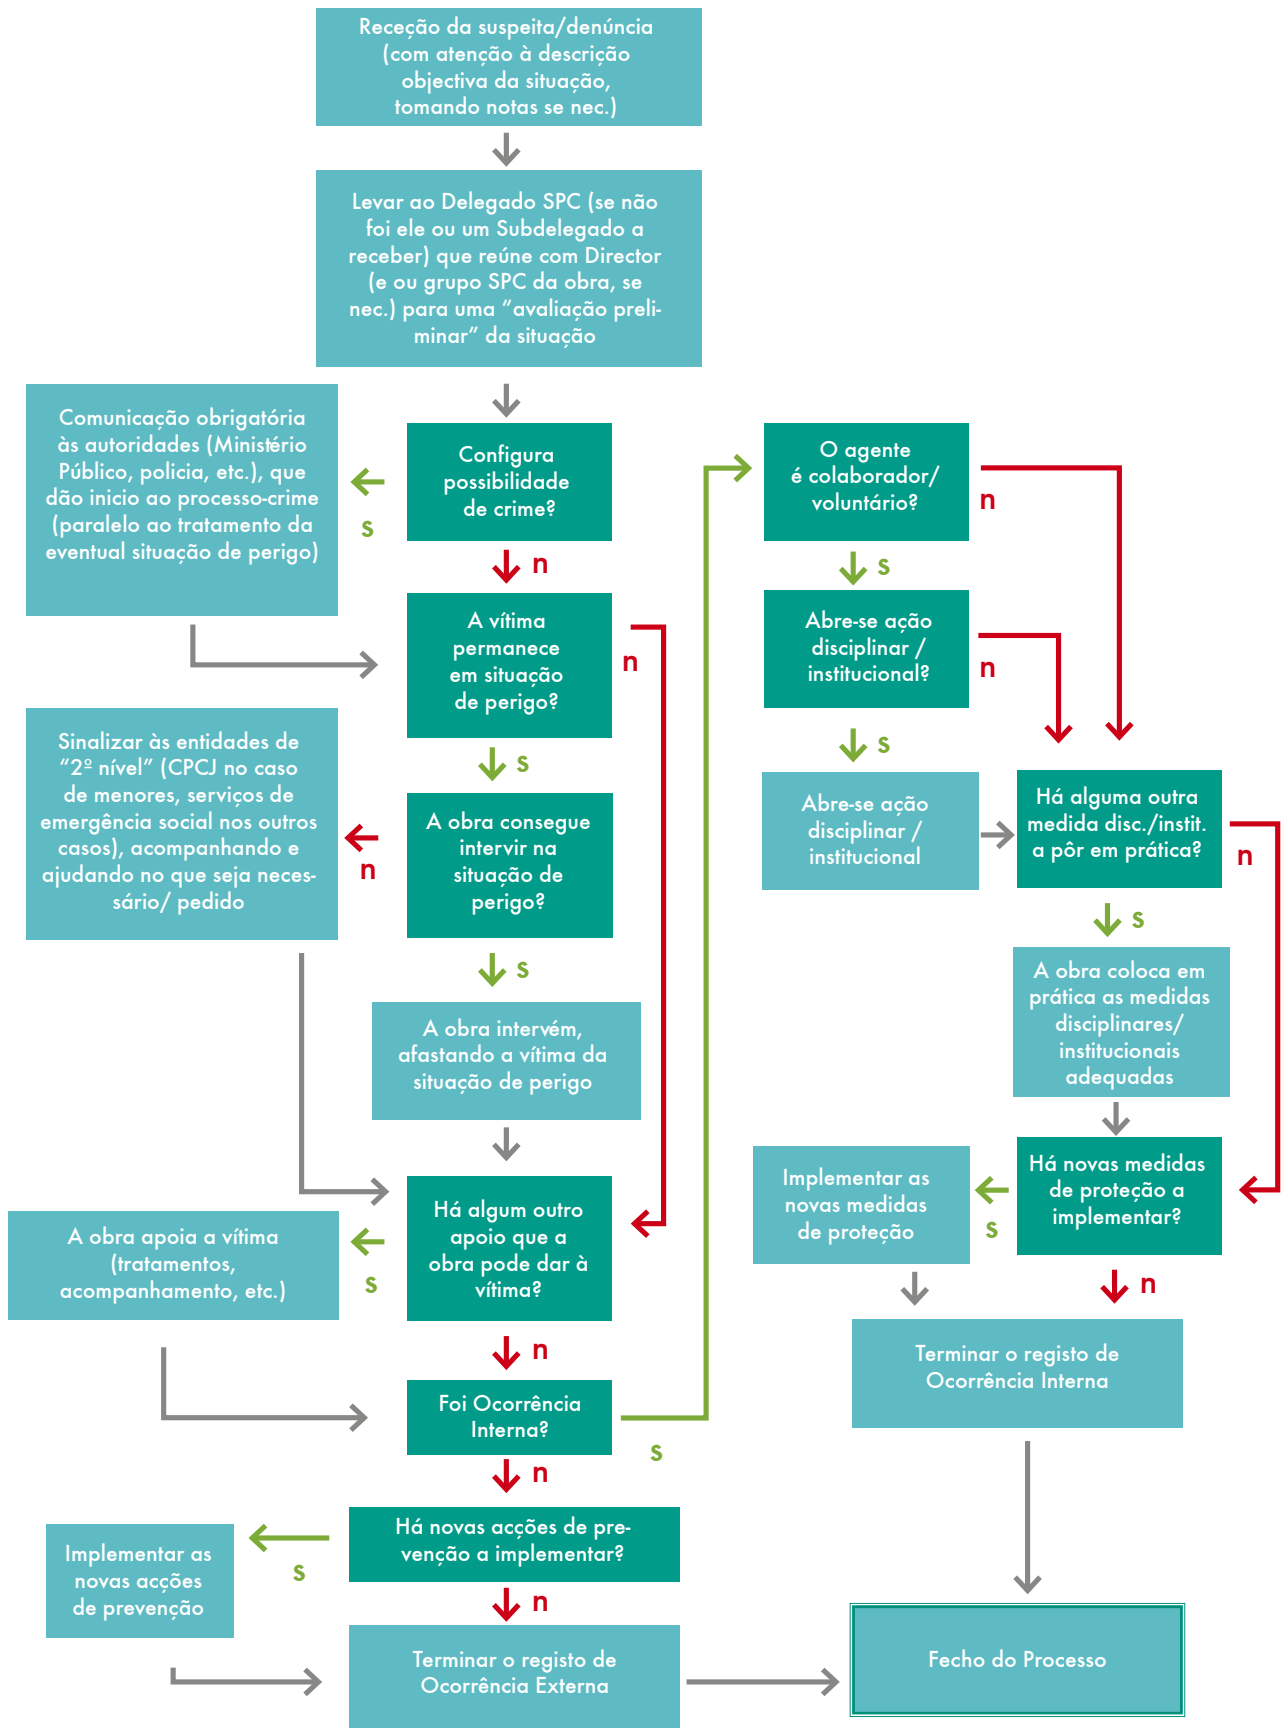 Receção da suspeita/denúncia
(com atenção à descrição
objectiva da situação,
tomando notas se nec.)
Levar ao Delegado SPC (se não
foi ele ou um Subdelegado a
receber) que reúne com Director
(e ou grupo SPC da obra, se
nec.) para uma “avaliação preli-
minar” da situação
Comunicação obrigatória
às autoridades (Ministério
Público, policia, etc.), que
dão inicio ao processo-crime
(paralelo ao tratamento da
eventual situação de perigo)
s
Configura
possibilidade
de crime?
n
A vítima
permanece
em situação
de perigo?
n
s
Sinalizar às entidades de
“2º nível” (CPCJ no caso
de menores, serviços de
emergência social nos outros
casos), acompanhando e
ajudando no que seja neces-
sário/ pedido
n
A obra consegue
intervir na
situação de
perigo?
s
A obra intervém,
afastando a vítima da
situação de perigo
Há algum outro
apoio que a
obra pode dar à
vítima?
s
A obra apoia a vítima
(tratamentos,
acompanhamento, etc.)
n
Foi Ocorrência
Interna?
s
n
Há novas acções de pre-
venção a implementar?
s
Implementar as
novas acções
de prevenção
n
Terminar o registo de
Ocorrência Externa
O agente
é colaborador/
voluntário?
n
s
Abre-se ação
disciplinar /
institucional?
n
s
Abre-se ação
disciplinar /
institucional
Há alguma outra
medida disc./instit.
a pôr em prática?
n
s
A obra coloca em
prática as medidas
disciplinares/
institucionais
adequadas
Há novas medidas
de proteção a
implementar?
s
Implementar as
novas medidas
de proteção
n
Terminar o registo de
Ocorrência Interna
Fecho do Processo